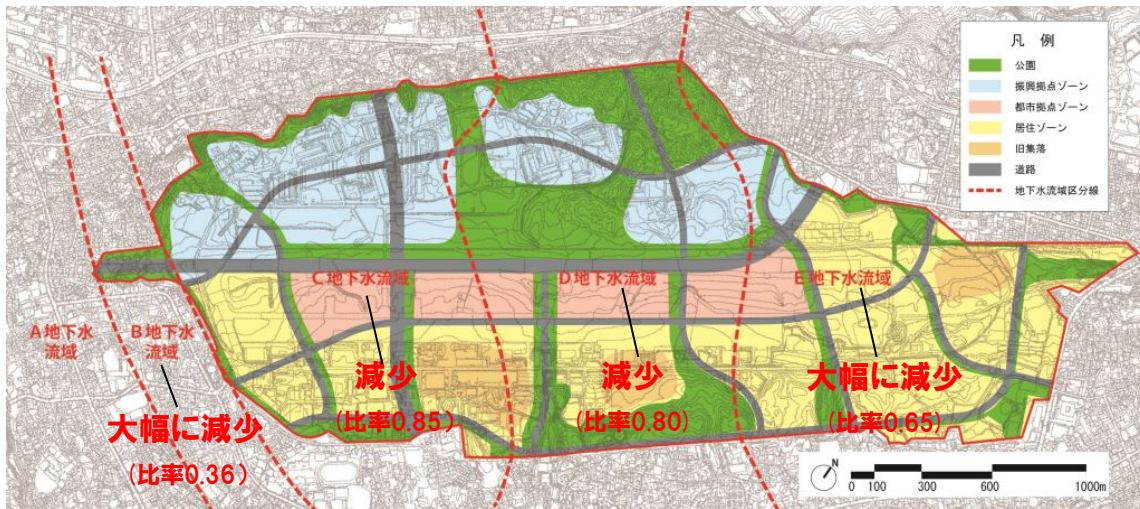 凡 例
公園
振興拠点ゾーン
都市拠点ゾーン
居住ゾーン
旧集落
道路
地下水流域区分線
C地下水流域
D地下水流域
E地下水流域
A地下水
流域
B地下水
流域
減少
(比率0.85)
減少
(比率0.80)
大幅に減少
(比率0.65)
大幅に減少
(比率0.36)
N
0 100 300 600 1000m